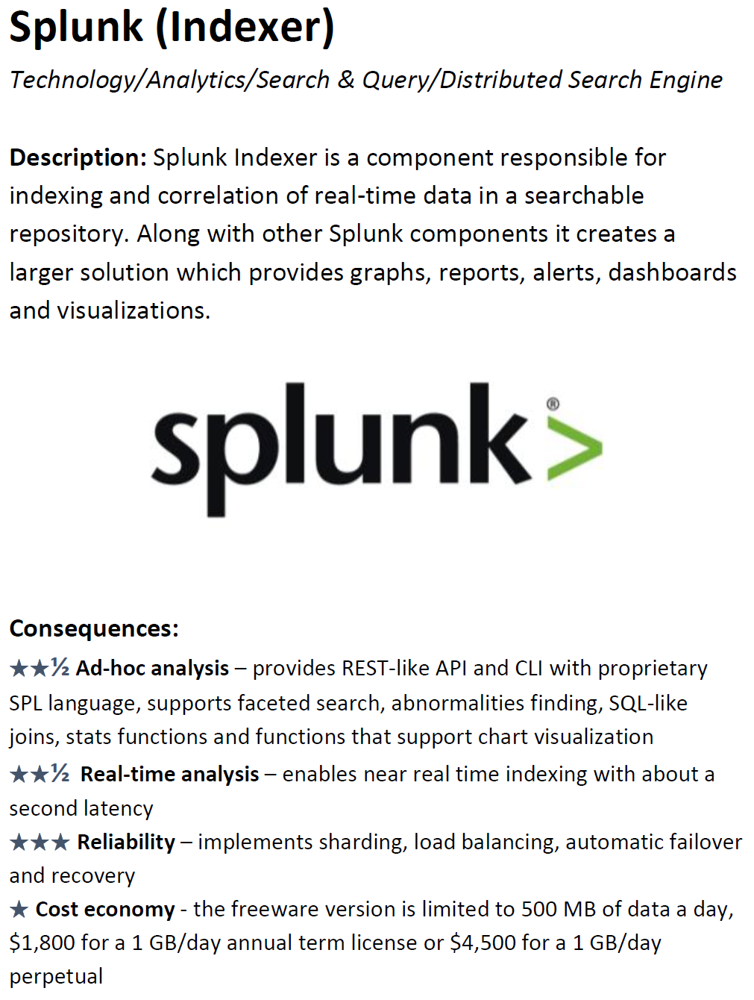 Splunk (Indexer)
Technology/Analytics/Search & Query/Distributed Search Engine
Description: Splunk Indexer is a component responsible for
indexing and correlation of real-time data in a searchable
repository. Along with other Splunk components it creates a
larger solution which provides graphs, reports, alerts, dashboards
and visualizations.
splunk>®
Consequences:
★★½ Ad-hoc analysis – provides REST-like API and CLI with proprietary
SPL language, supports faceted search, abnormalities finding, SQL-like
joins, stats functions and functions that support chart visualization
★★½ Real-time analysis – enables near real time indexing with about a
second latency
★★★ Reliability – implements sharding, load balancing, automatic failover
and recovery
★ Cost economy - the freeware version is limited to 500 MB of data a day,
$1,800 for a 1 GB/day annual term license or $4,500 for a 1 GB/day
perpetual